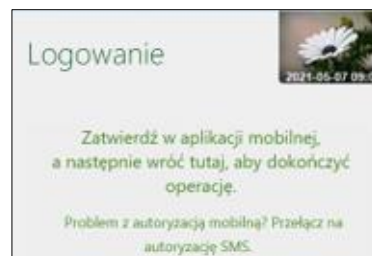 Logowanie
2021-05-07 09:0
Zatwierdź w aplikacji mobilnej,
a następnie wróć tutaj, aby dokończyć
operację.
Problem z autoryzacją mobilną? Przełącz na
autoryzację SMS.